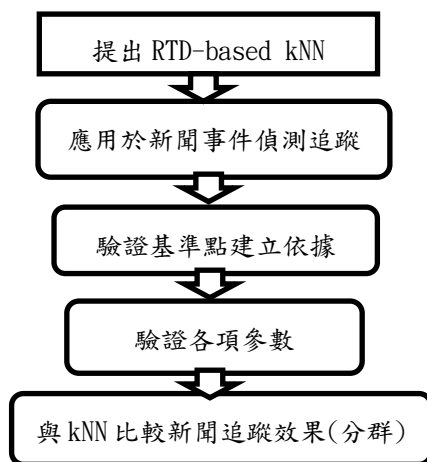 提出 RTD-based kNN
應用於新聞事件偵測追蹤
驗證基準點建立依據
驗證各項參數
與 kNN 比較新聞追蹤效果(分群)